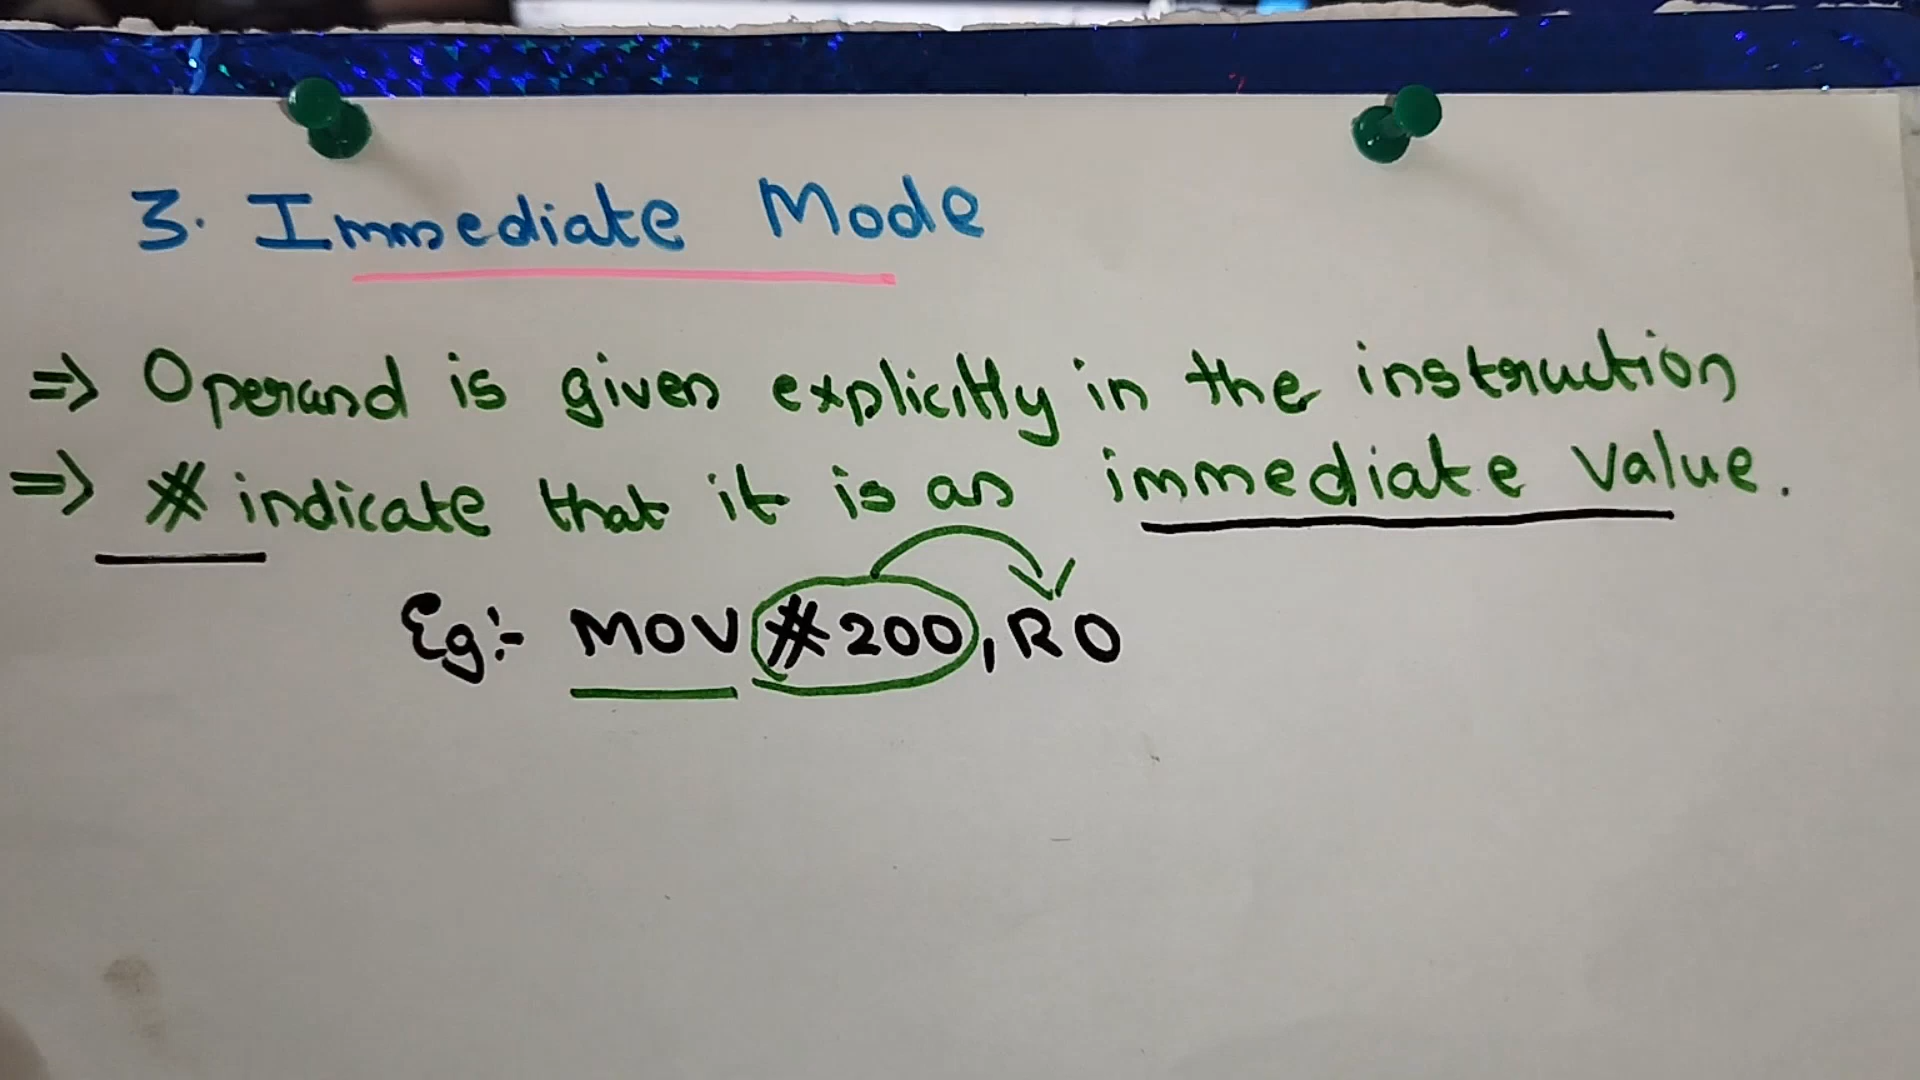 3. Immediate Mode
=> Operand is given explicitly in the instruction
=> # indicate that it is an immediate value.
Eg:- MOV #200, R0